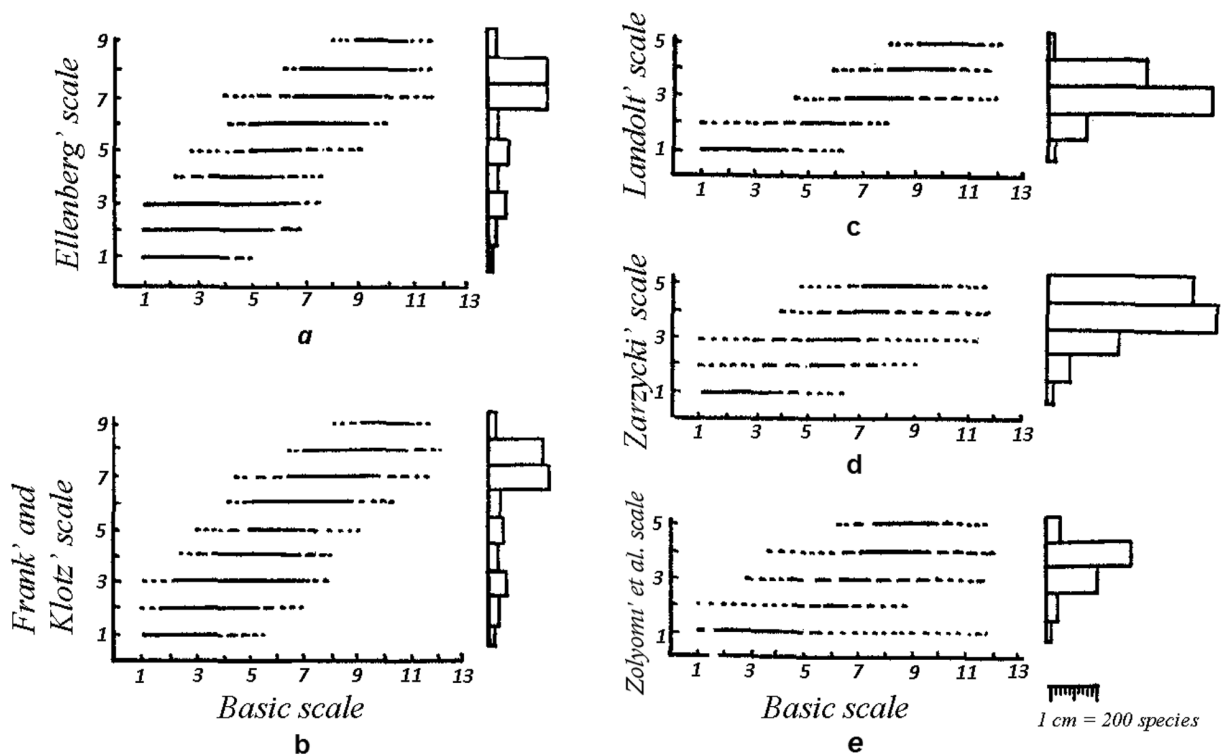 Ellenberg' scale
9
7
5
3
1
1 3 5 7 9 11 13
a
Frank' and
Klotz' scale
9
7
5
3
1
1 3 5 7 9 11 13
Basic scale
b
Landolt' scale
5
3
1
1 3 5 7 9 11 13
c
Zarzycki' scale
5
3
1
1 3 5 7 9 11 13
d
Zolyomi' et al. scale
5
3
1
1 3 5 7 9 11 13
Basic scale
e
1 cm = 200 species